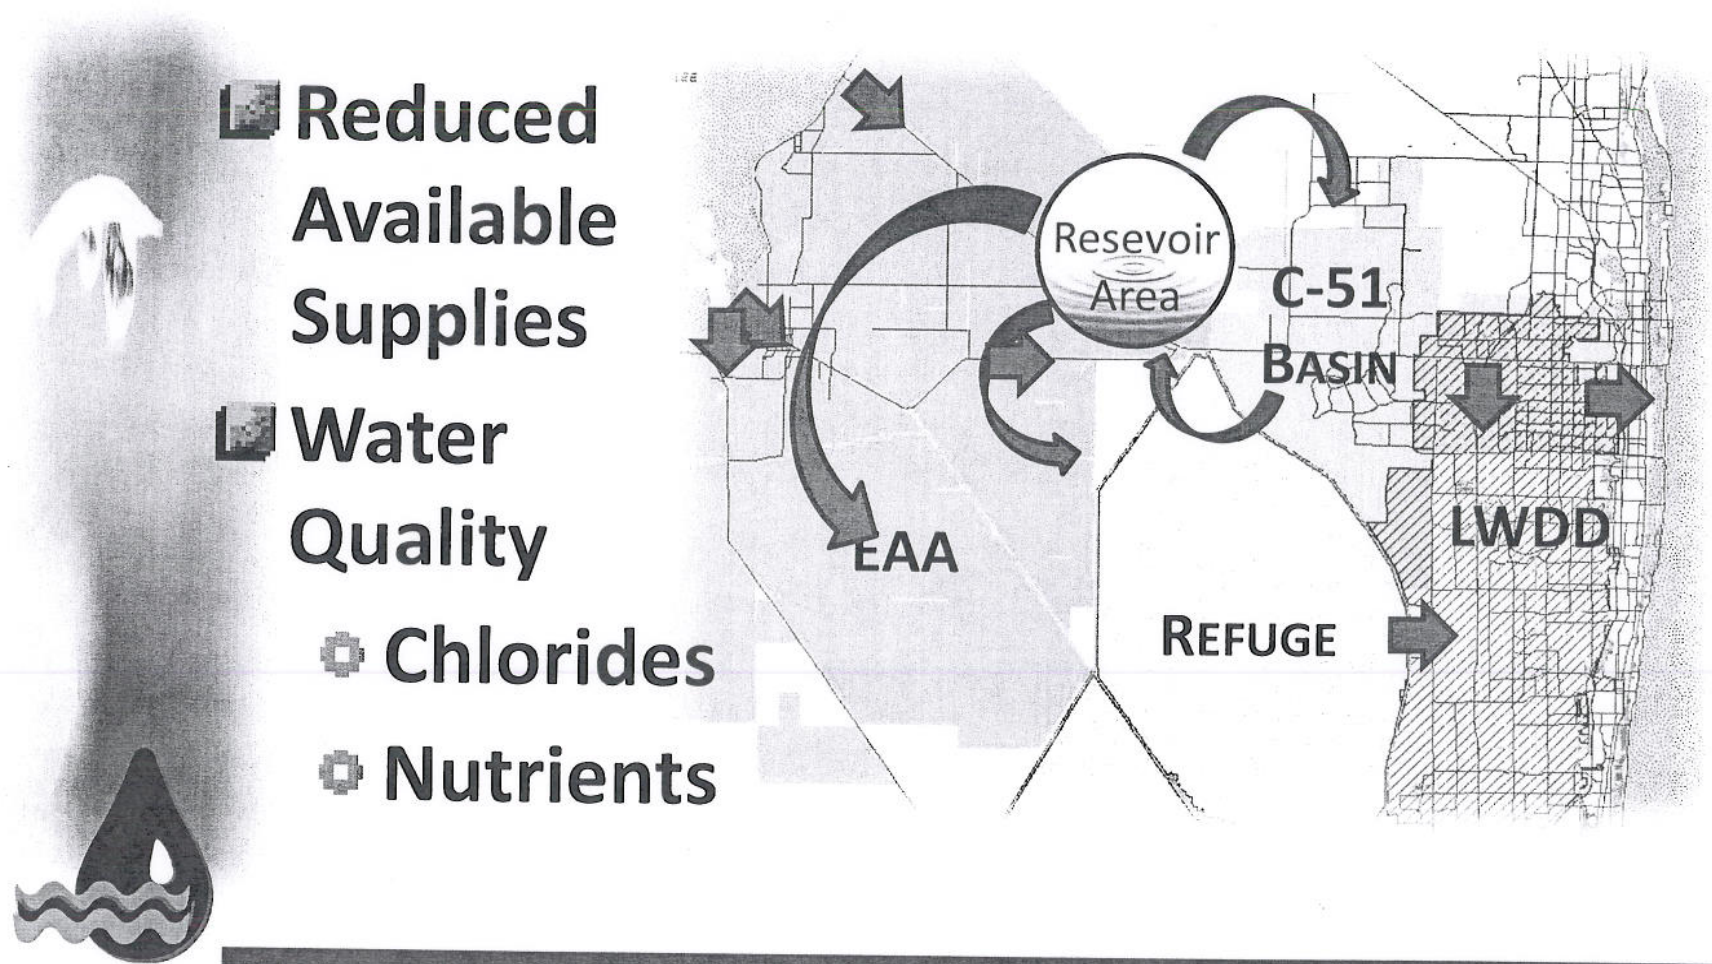 Reduced
Available
Supplies
Water
Quality
Chlorides
Nutrients
Resevoir
Area
C-51
BASIN
EAA
REFUGE
LWDD